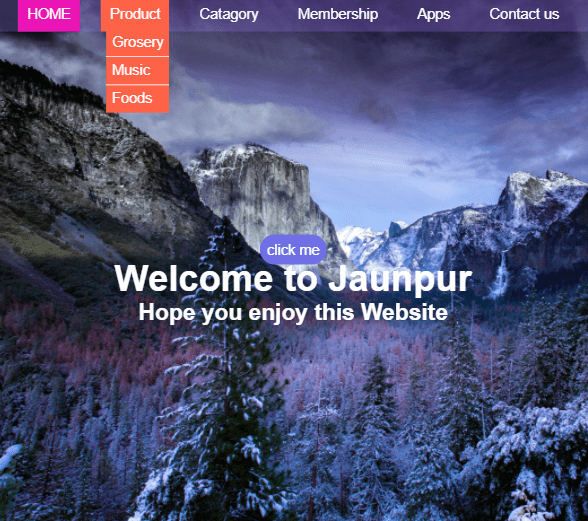 HOME Product Catagory Membership Apps Contact us
Grosery
Music
Foods
click me
Welcome to Jaunpur
Hope you enjoy this Website